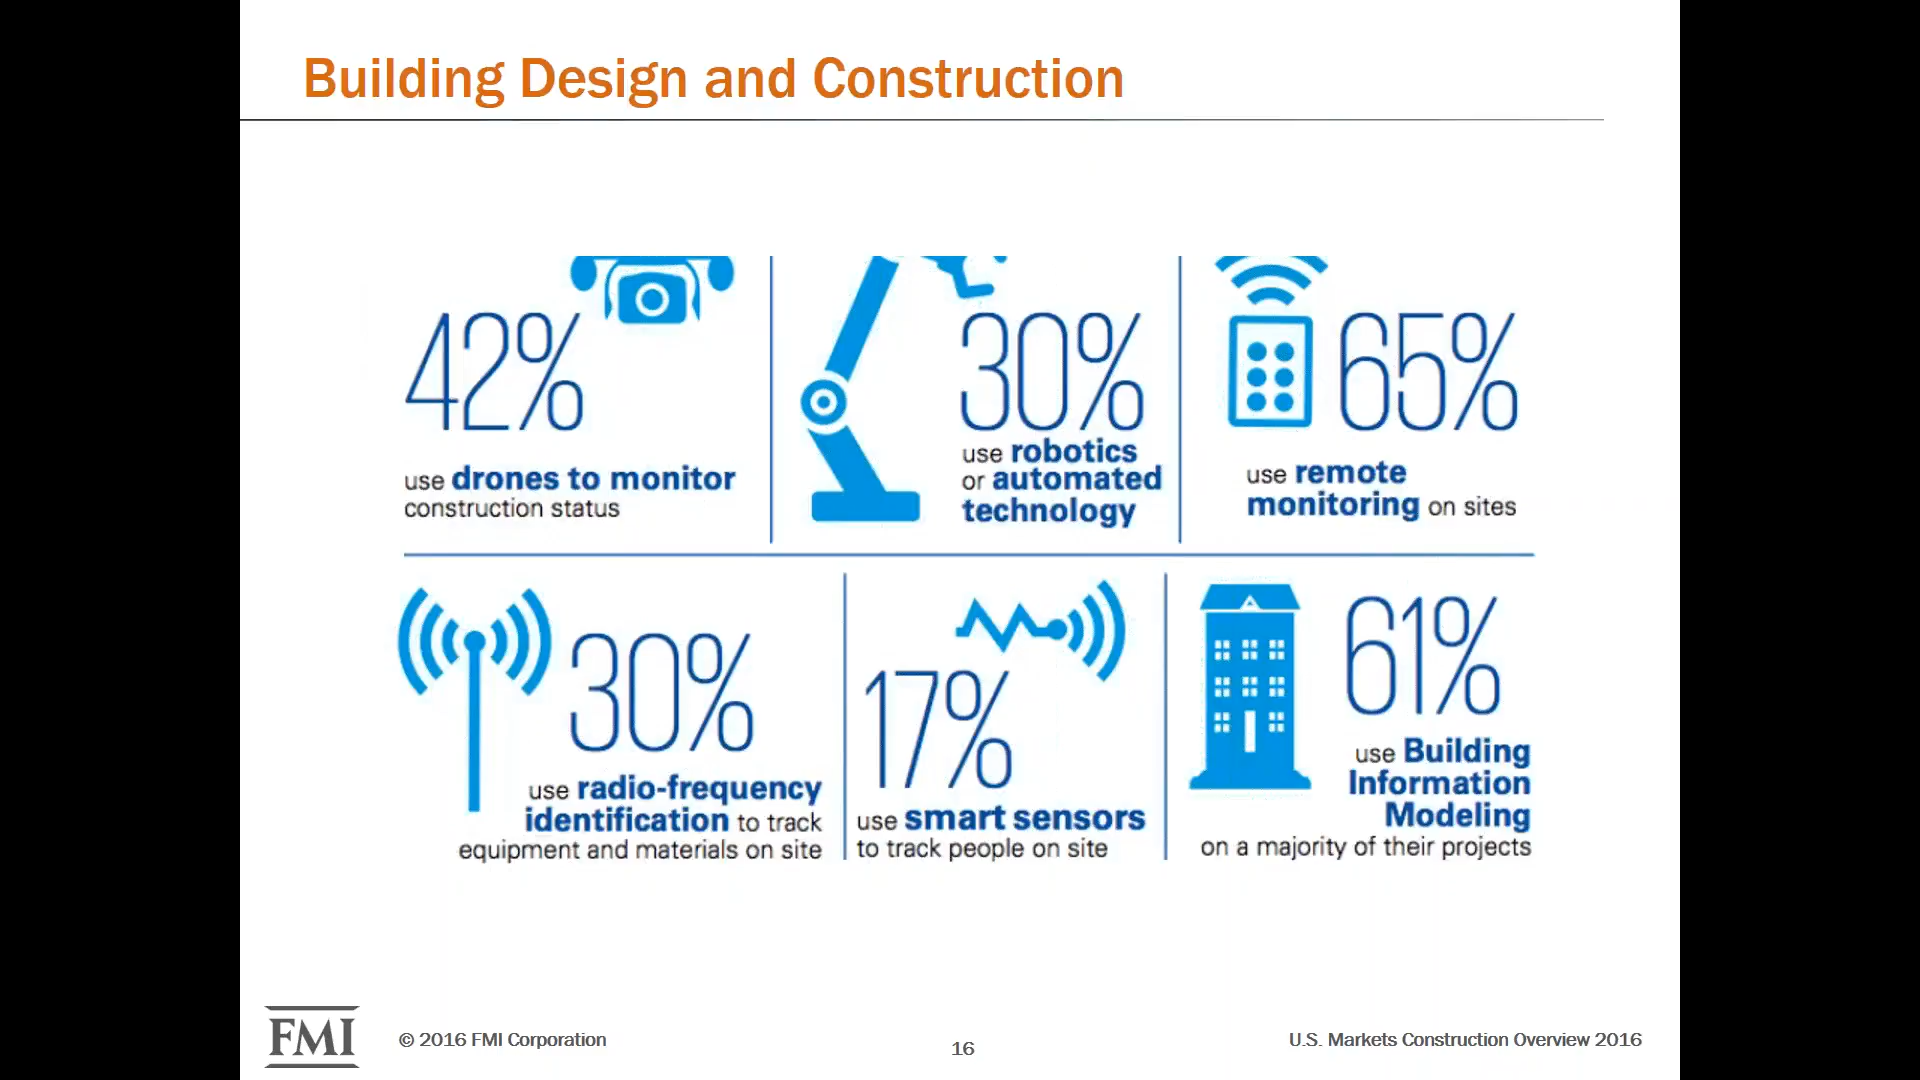 Building Design and Construction
42%
use drones to monitor
construction status
30%
use robotics
or automated
technology
65%
use remote
monitoring on sites
30%
use radio-frequency
identification to track
equipment and materials on site
17%
use smart sensors
to track people on site
61%
use Building
Information
Modeling
on a majority of their projects
FMI
© 2016 FMI Corporation
16
U.S. Markets Construction Overview 2016